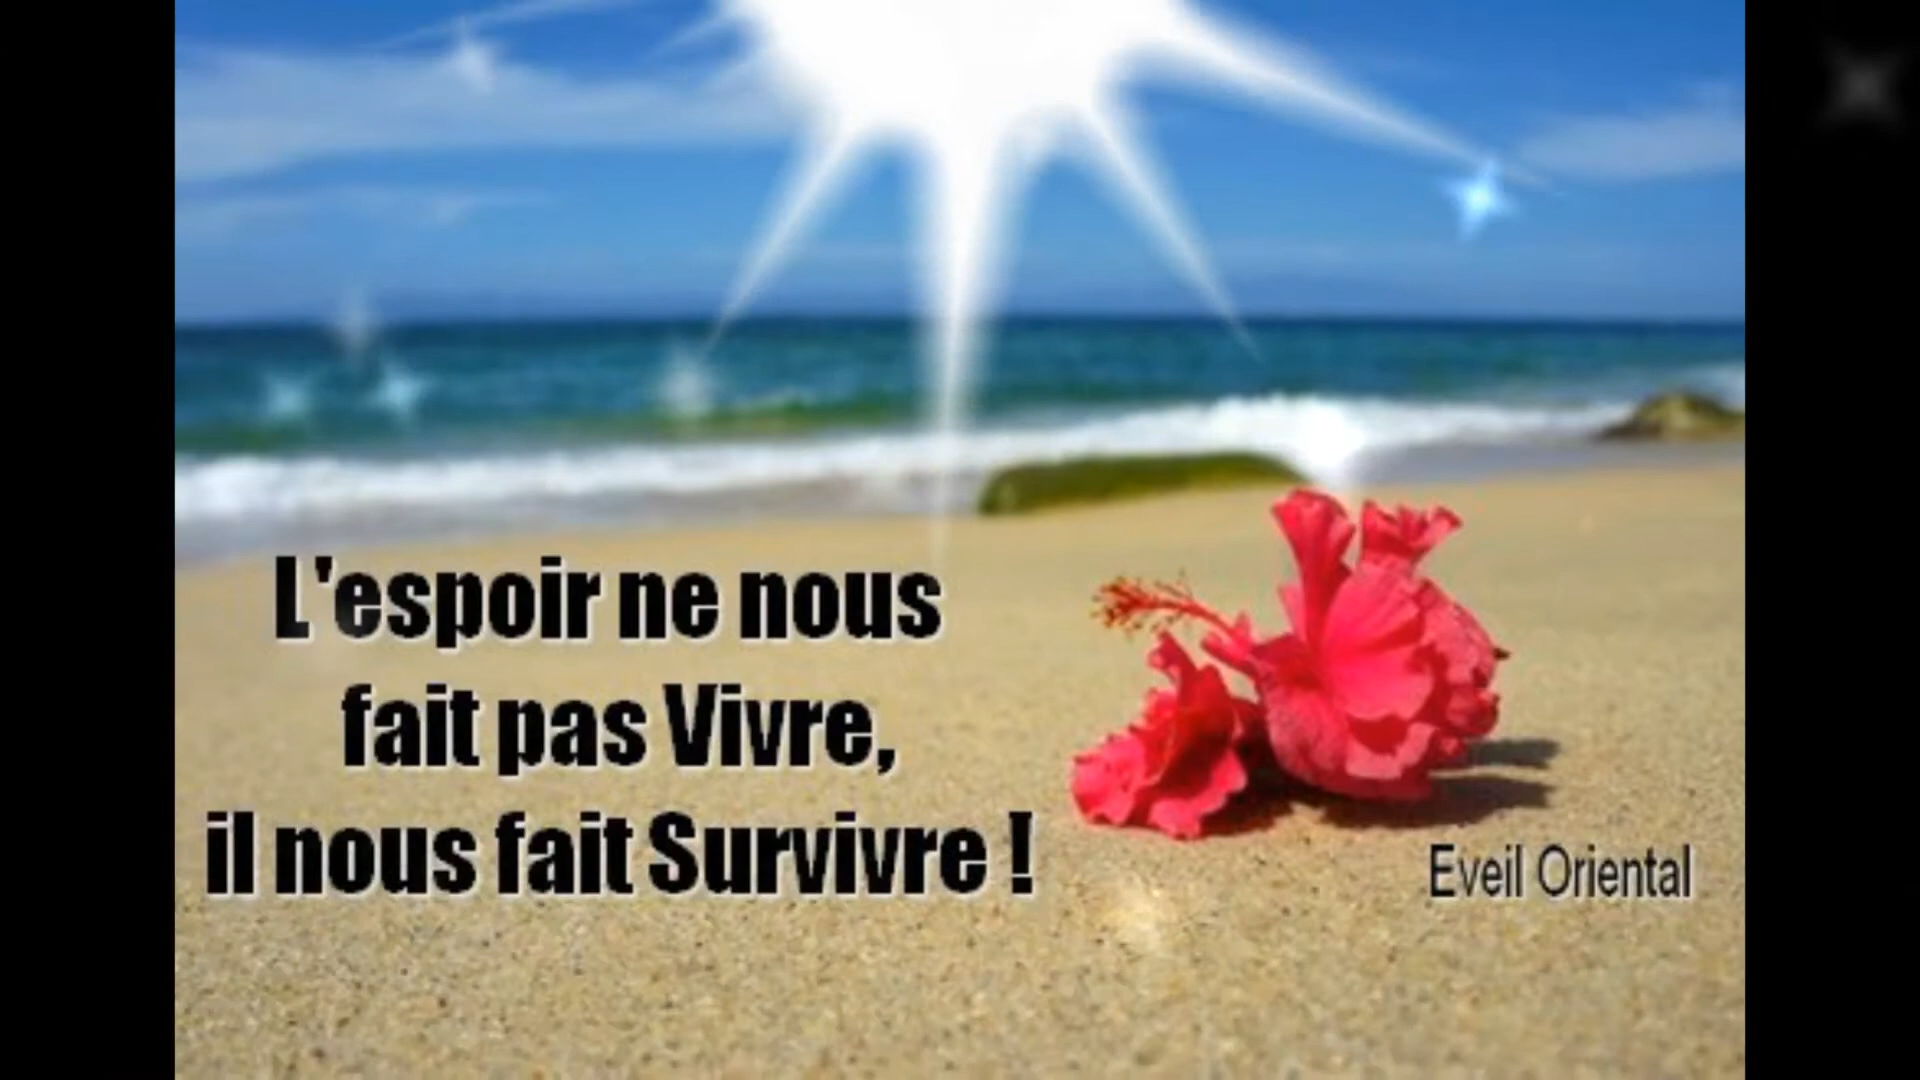 L'espoir ne nous
fait pas Vivre,
il nous fait Survivre !
Eveil Oriental